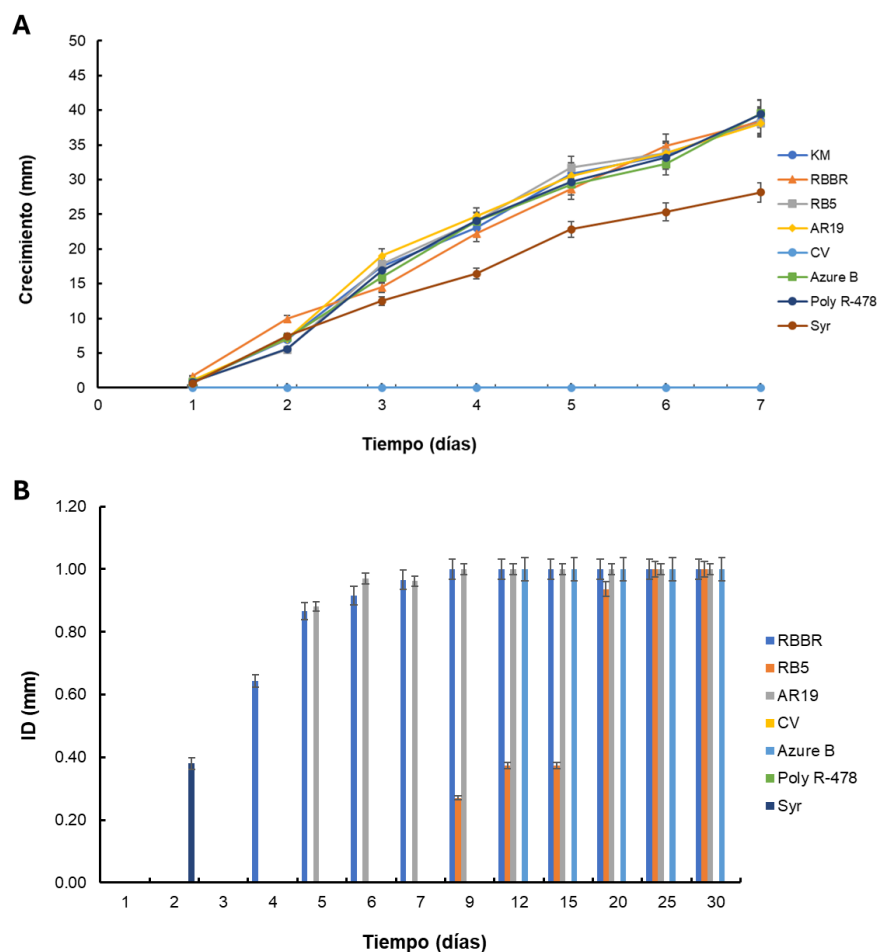 A
50
45
40
35
30
25
20
15
10
5
0
Crecimiento (mm)
0 1 2 3 4 5 6 7
Tiempo (días)
KM
RBBR
RB5
AR19
CV
Azure B
Poly R-478
Syr
B
1.20
1.00
0.80
0.60
0.40
0.20
0.00
ID (mm)
1 2 3 4 5 6 7 9 12 15 20 25 30
Tiempo (días)
RBBR
RB5
AR19
CV
Azure B
Poly R-478
Syr